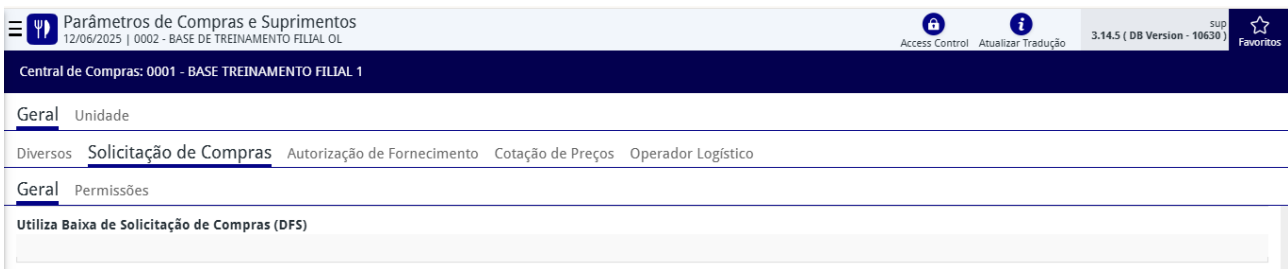 Parâmetros de Compras e Suprimentos
12/06/2025 | 0002 - BASE DE TREINAMENTO FILIAL OL
Access Control
Atualizar Tradução
sup
3.14.5 ( DB Version - 10630 )
Favoritos
Central de Compras: 0001 - BASE TREINAMENTO FILIAL 1
Geral Unidade
Diversos Solicitação de Compras Autorização de Fornecimento Cotação de Preços Operador Logístico
Geral Permissões
Utiliza Baixa de Solicitação de Compras (DFS)